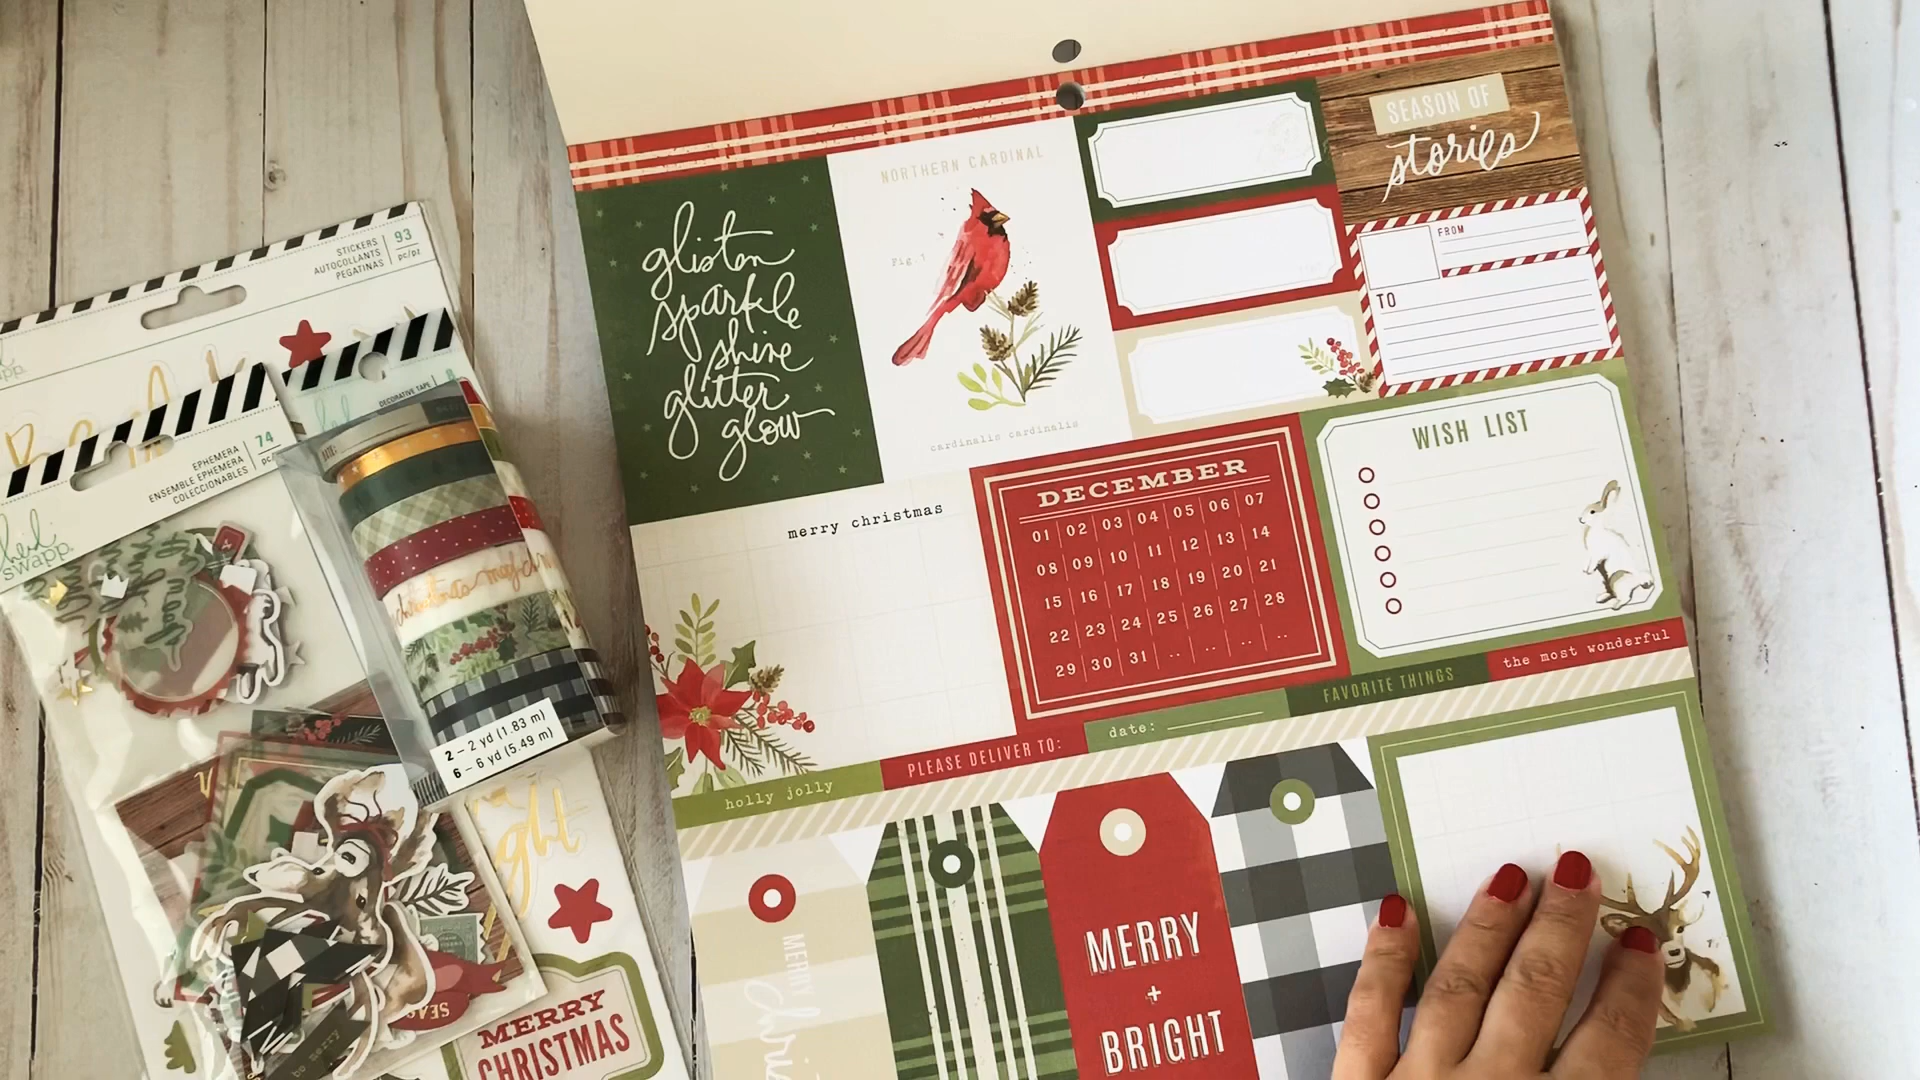 STICKERS
AUTOCOLLANTS
PEGATINAS
93
pc/pz
EPHEMERA
ENSEMBLE EPHEMERA
COLECCIONABLES
74
swapp
DECORATIVE TAPE
2 – 2 yd (1.83 m)
6 – 6 yd (5.49 m)
MERRY
CHRISTMAS
glisten
sparkle
shine
glitter
glow
NORTHERN CARDINAL
Fig. 1
cardinalis cardinalis
SEASON OF
stories
FROM
TO
merry christmas
DECEMBER
01 02 03 04 05 06 07
08 09 10 11 12 13 14
15 16 17 18 19 20 21
22 23 24 25 26 27 28
29 30 31 .. .. .. ..
WISH LIST
holly jolly
PLEASE DELIVER TO:
date:
FAVORITE THINGS
the most wonderful
MERRY
MERRY
+
BRIGHT